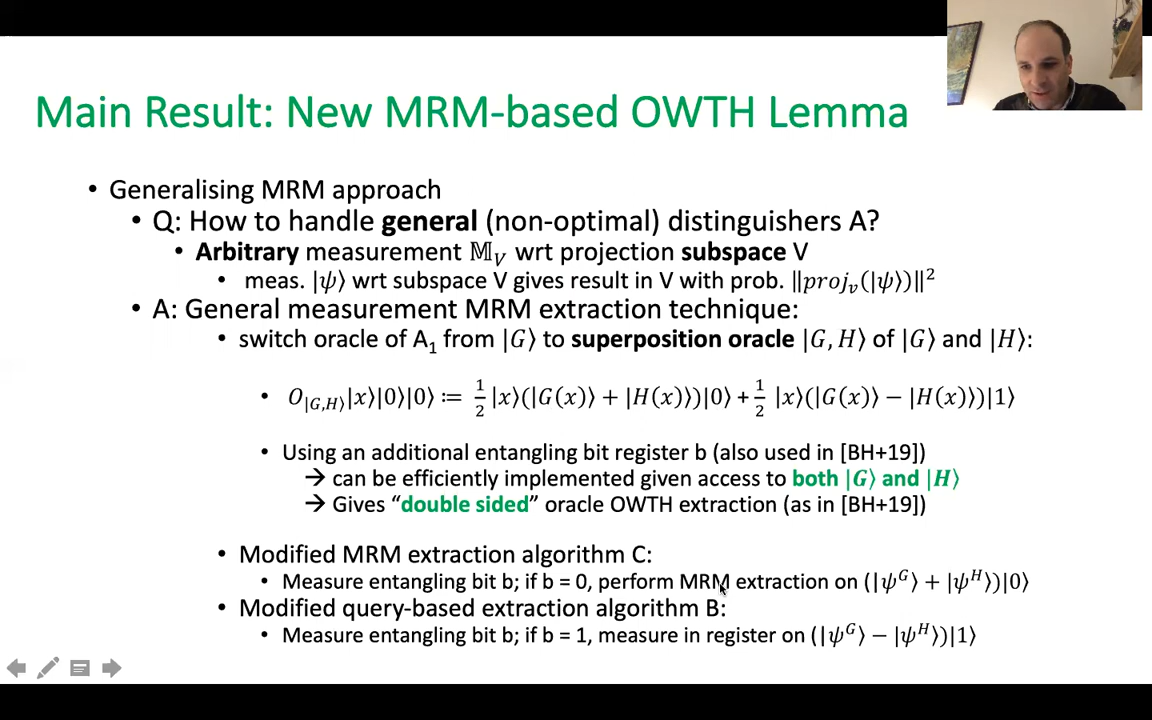 Main Result: New MRM-based OWTH Lemma
• Generalising MRM approach
• Q: How to handle general (non-optimal) distinguishers A?
• Arbitrary measurement 𝕄_V wrt projection subspace V
• meas. |ψ⟩ wrt subspace V gives result in V with prob. ‖proj_v(|ψ⟩)‖²
• A: General measurement MRM extraction technique:
• switch oracle of A₁ from |G⟩ to superposition oracle |G, H⟩ of |G⟩ and |H⟩:
• O_{|G,H⟩}|x⟩|0⟩|0⟩ ≔ 1/2 |x⟩(|G(x)⟩ + |H(x)⟩)|0⟩ + 1/2 |x⟩(|G(x)⟩ − |H(x)⟩)|1⟩
• Using an additional entangling bit register b (also used in [BH+19])
→ can be efficiently implemented given access to both |G⟩ and |H⟩
→ Gives “double sided” oracle OWTH extraction (as in [BH+19])
• Modified MRM extraction algorithm C:
• Measure entangling bit b; if b = 0, perform MRM extraction on (|ψ^G⟩ + |ψ^H⟩)|0⟩
• Modified query-based extraction algorithm B:
• Measure entangling bit b; if b = 1, measure in register on (|ψ^G⟩ − |ψ^H⟩)|1⟩